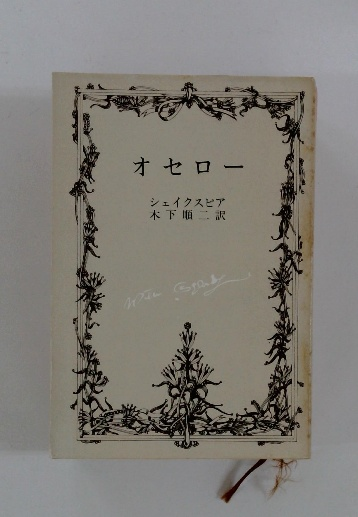 オセロー
シェイクスピア
木下順二訳